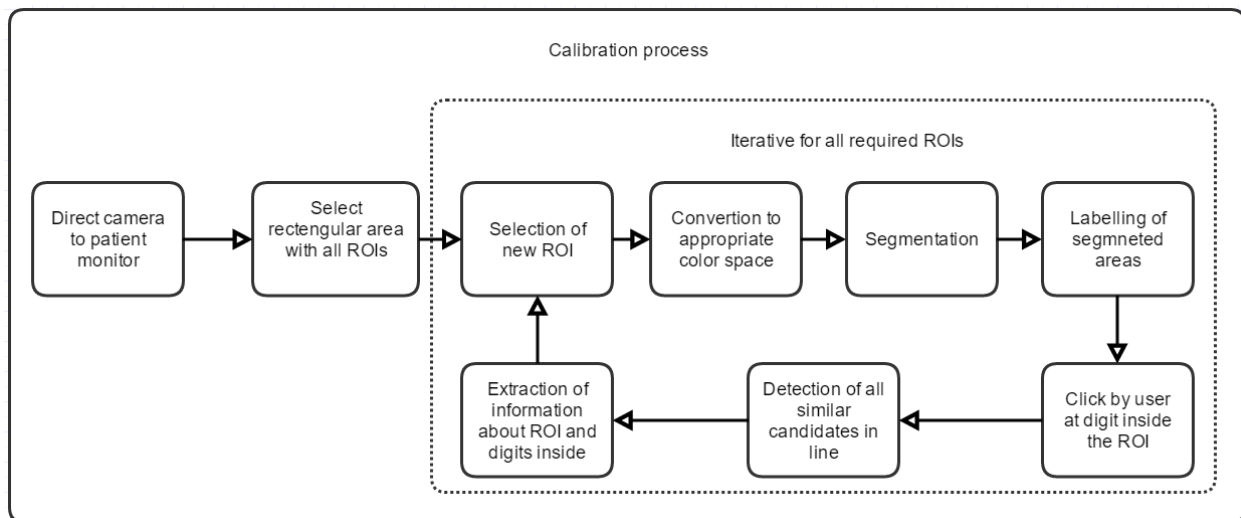 Calibration process
Iterative for all required ROIs
Direct camera
to patient
monitor
Select
rectangular area
with all ROIs
Selection of
new ROI
Convertion to
appropriate
color space
Segmentation
Labelling of
segmneted
areas
Click by user
at digit inside
the ROI
Detection of all
similar
candidates in
line
Extraction of
information
about ROI and
digits inside